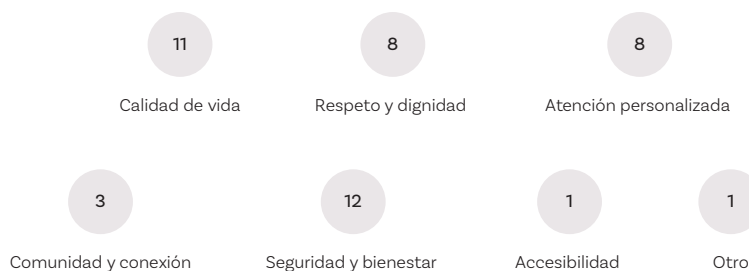 11 8 8
Calidad de vida Respeto y dignidad Atención personalizada
3 12 1 1
Comunidad y conexión Seguridad y bienestar Accesibilidad Otro